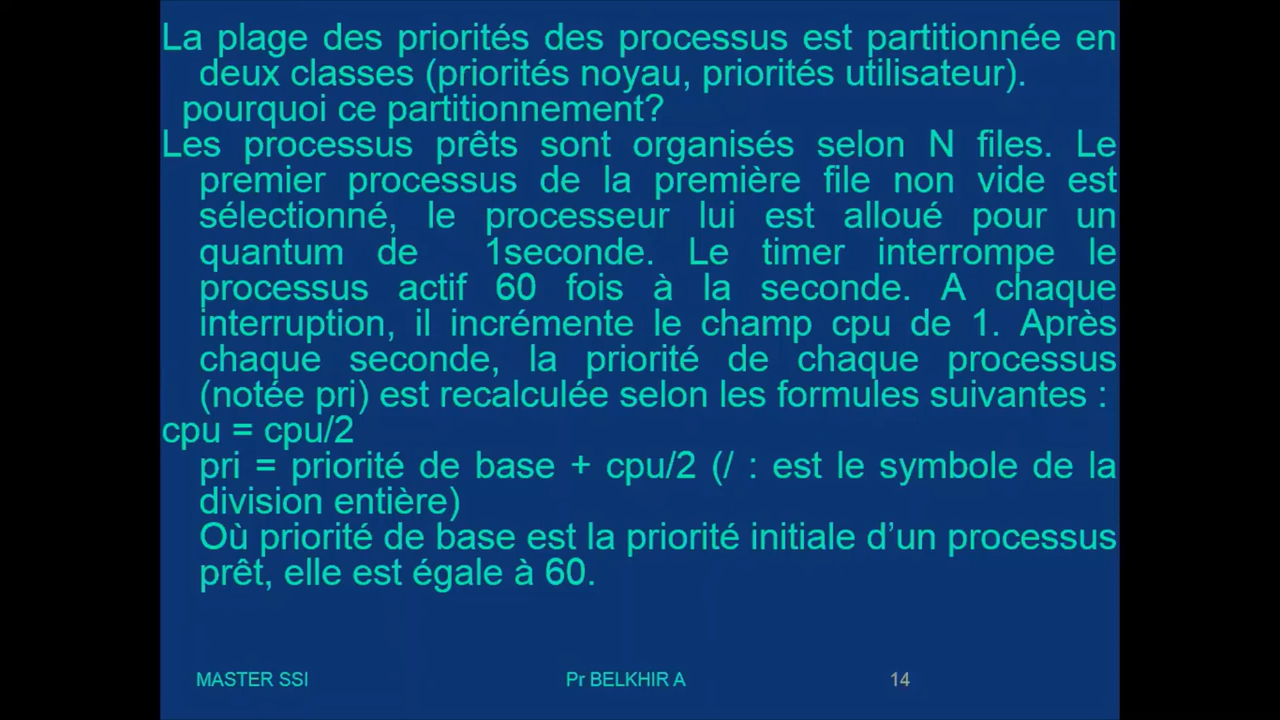 La plage des priorités des processus est partitionnée en
deux classes (priorités noyau, priorités utilisateur).
pourquoi ce partitionnement?
Les processus prêts sont organisés selon N files. Le
premier processus de la première file non vide est
sélectionné, le processeur lui est alloué pour un
quantum de 1seconde. Le timer interrompe le
processus actif 60 fois à la seconde. A chaque
interruption, il incrémente le champ cpu de 1. Après
chaque seconde, la priorité de chaque processus
(notée pri) est recalculée selon les formules suivantes :
cpu = cpu/2
pri = priorité de base + cpu/2 (/ : est le symbole de la
division entière)
Où priorité de base est la priorité initiale d’un processus
prêt, elle est égale à 60.
MASTER SSI Pr BELKHIR A 14